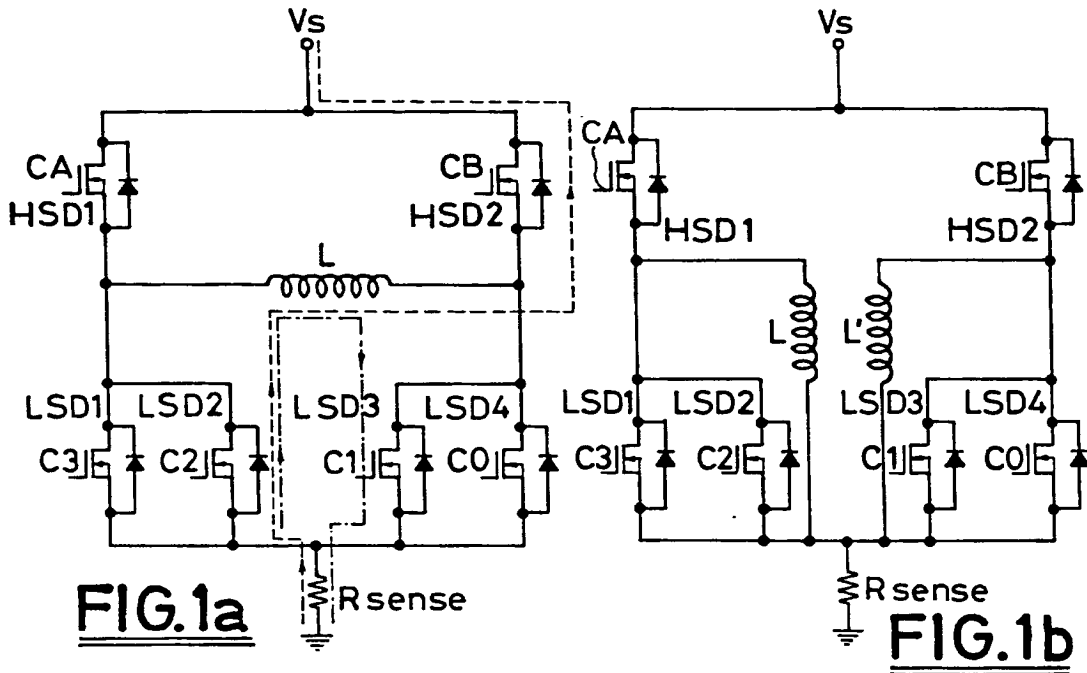 Vs
CA
HSD1
CB
HSD2
L
LSD1
LSD2
LSD3
LSD4
C3
C2
C1
C0
R sense
FIG.1a
Vs
CA
HSD1
CB
HSD2
L
L'
LSD1
LSD2
LSD3
LSD4
C3
C2
C1
C0
R sense
FIG.1b